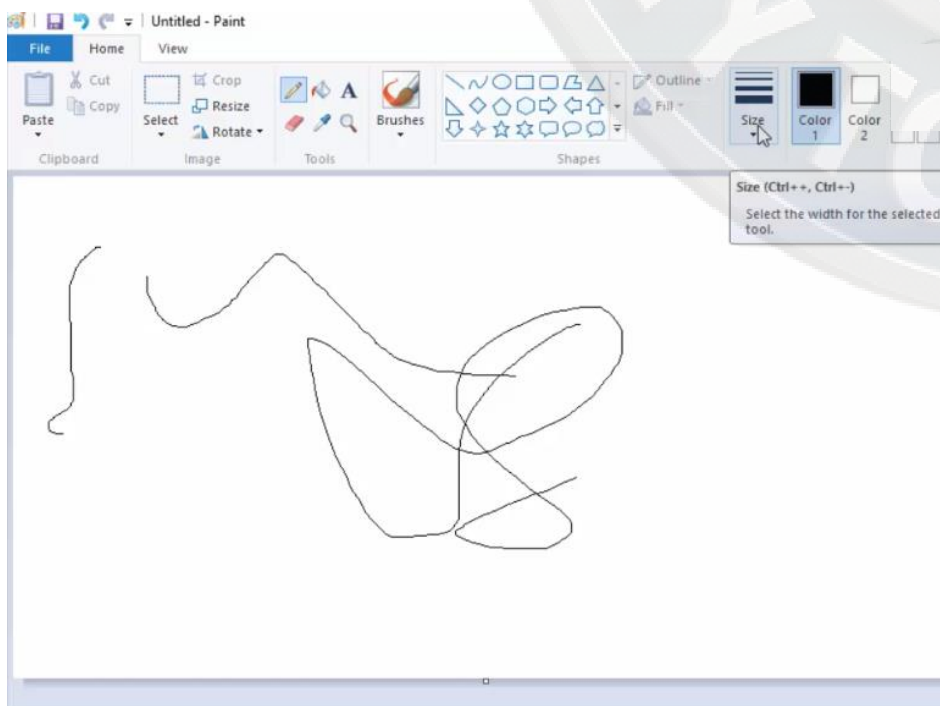 Untitled - Paint
File Home View
Cut
Copy
Paste
Clipboard
Select
Crop
Resize
Rotate
Image
A
Tools
Brushes
Shapes
Outline
Fill
Size
Color 1
Color 2
Size (Ctrl++, Ctrl+-)
Select the width for the selected
tool.